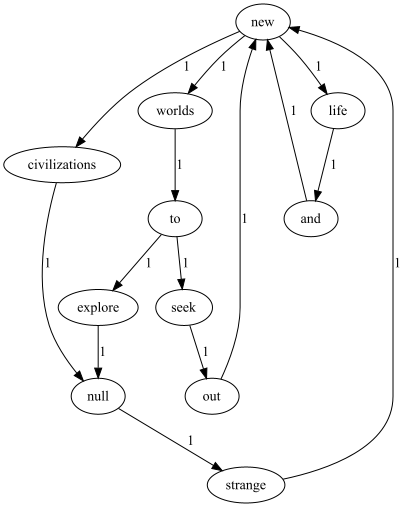 new
1 1 1
worlds life
civilizations
1 1 1
to and
1 1 1 1 1
explore seek
1 1
null out
1
strange